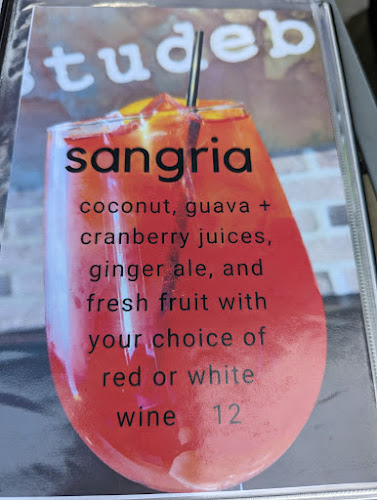 studeb
sangria
coconut, guava +
cranberry juices,
ginger ale, and
fresh fruit with
your choice of
red or white
wine 12